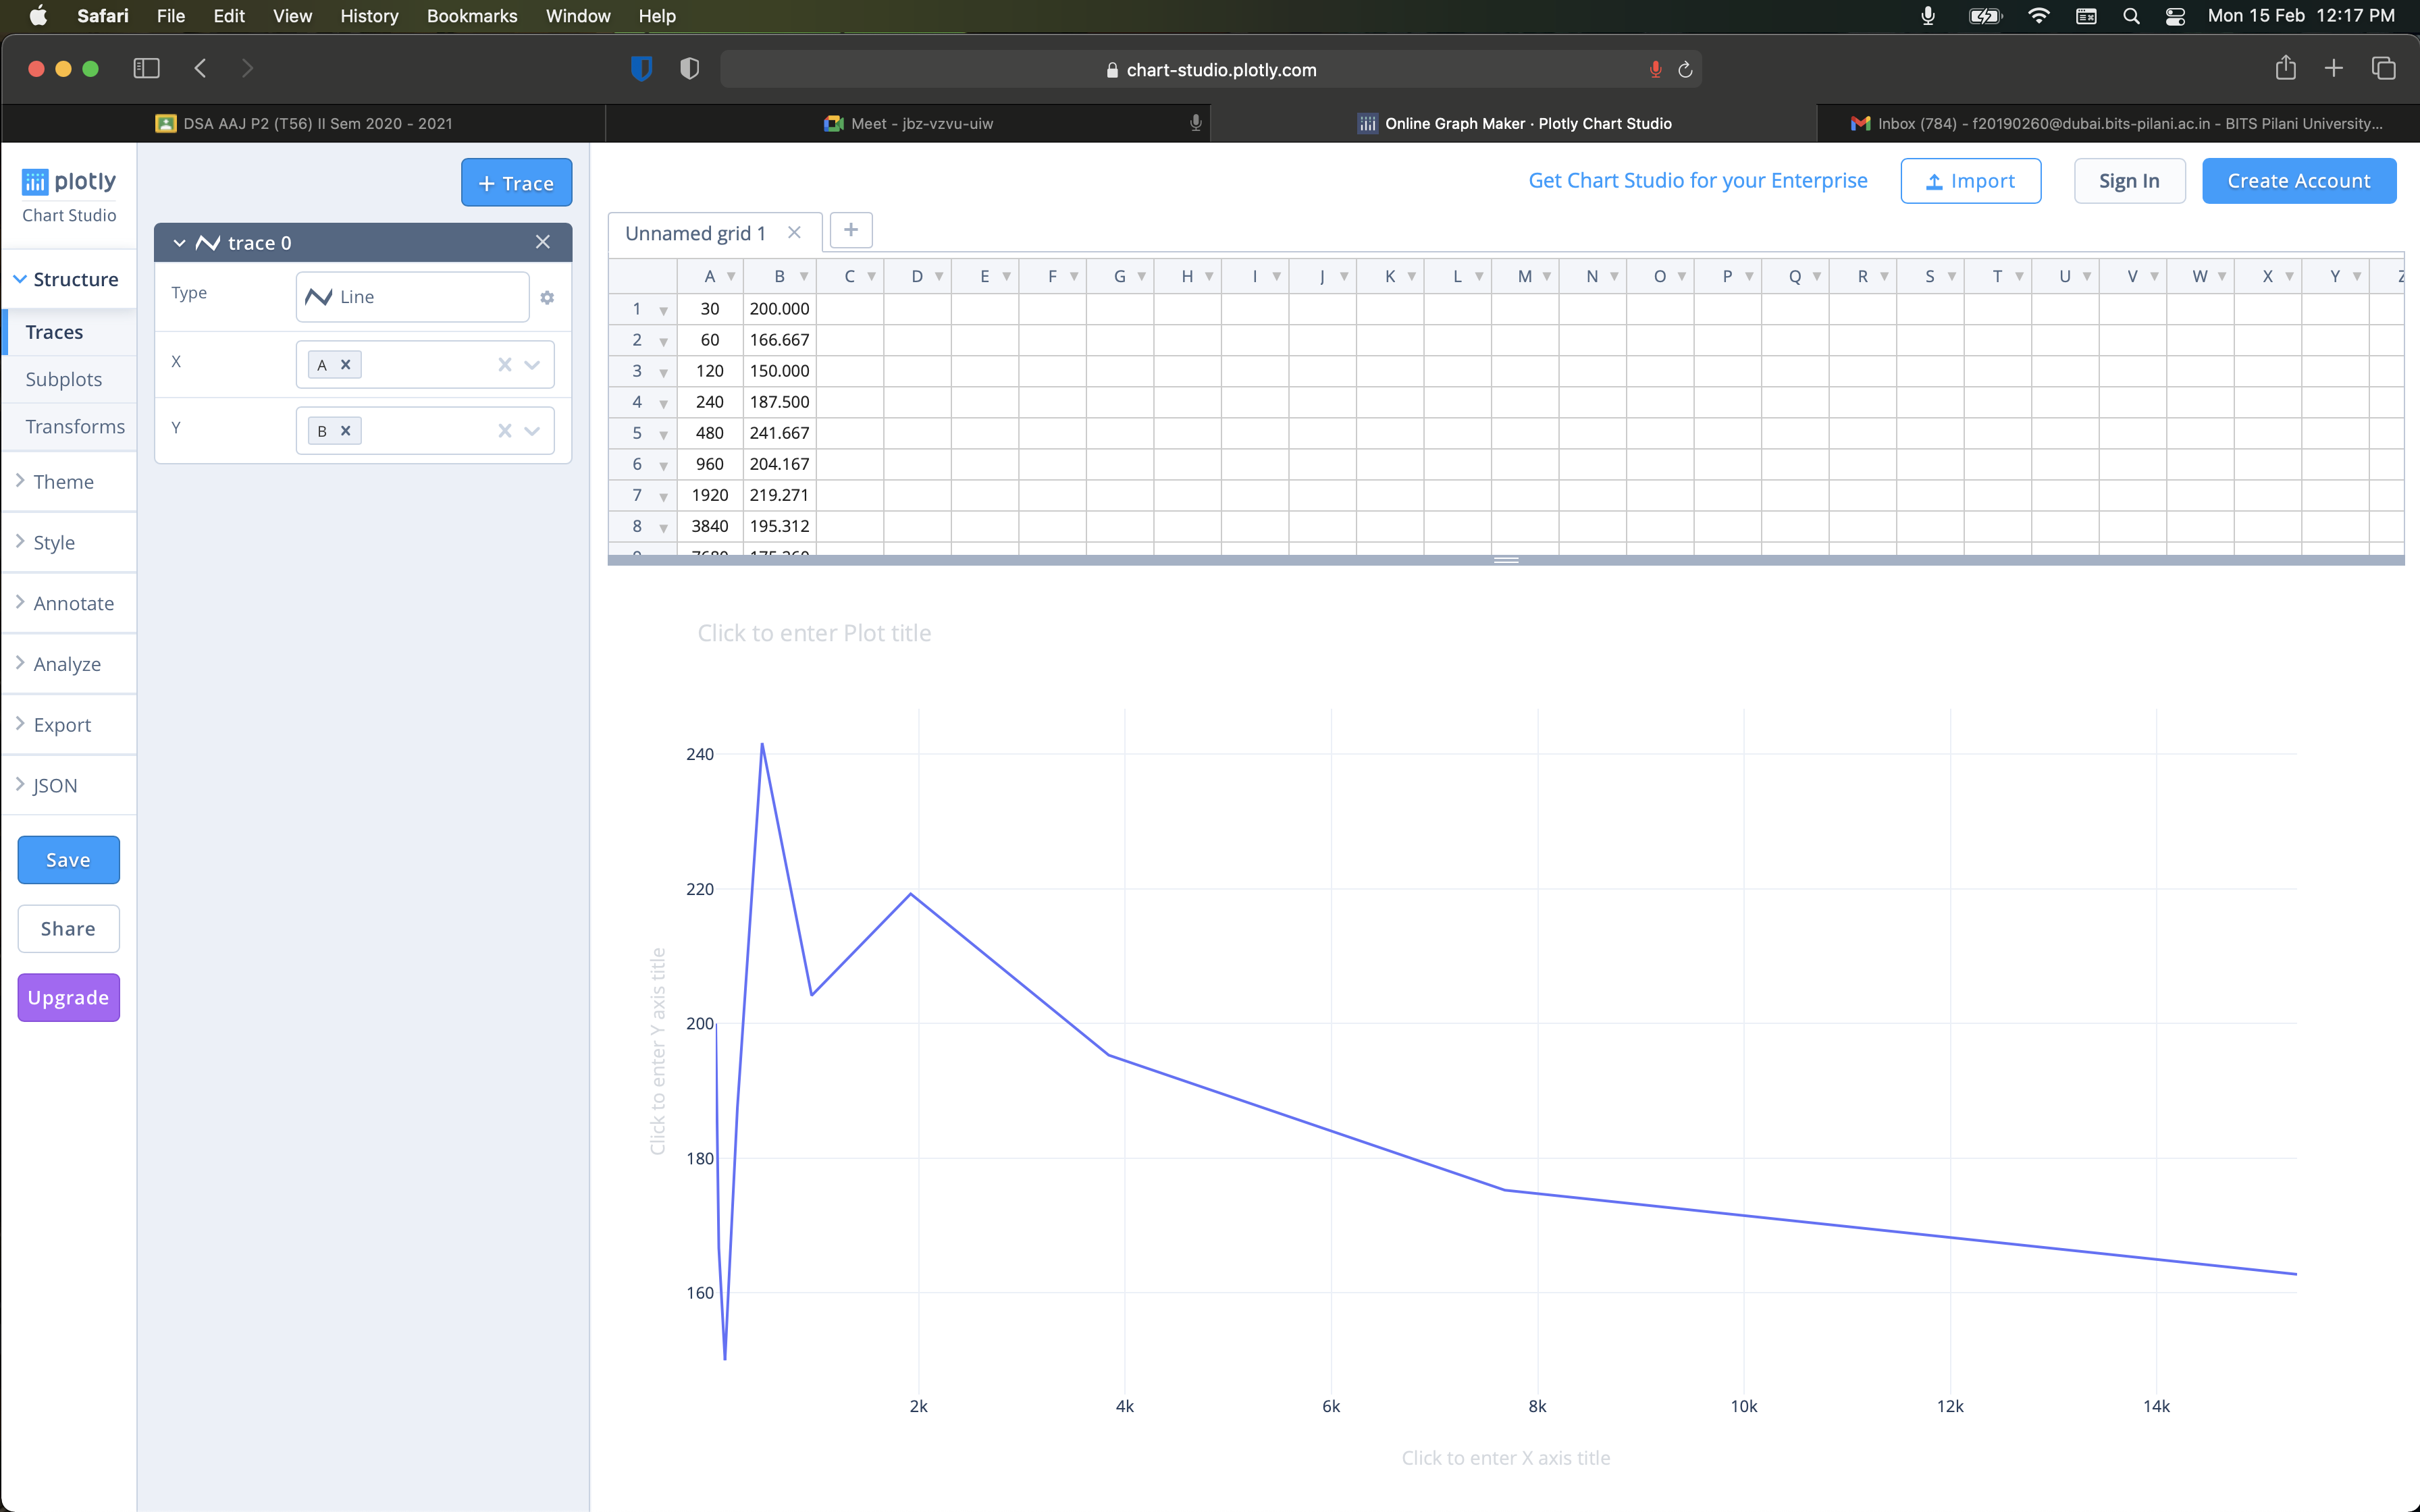 Safari File Edit View History Bookmarks Window Help Mon 15 Feb 12:17 PM
chart-studio.plotly.com
DSA AAJ P2 (T56) II Sem 2020 - 2021 Meet - jbz-vzvu-uiw Online Graph Maker · Plotly Chart Studio Inbox (784) - f20190260@dubai.bits-pilani.ac.in - BITS Pilani University...
plotly
Chart Studio
Structure
Traces
Subplots
Transforms
Theme
Style
Annotate
Analyze
Export
JSON
Save
Share
Upgrade
+ Trace
trace 0
Type Line
X A
Y B
Get Chart Studio for your Enterprise Import Sign In Create Account
Unnamed grid 1 +
A B C D E F G H I J K L M N O P Q R S T U V W X Y Z
1 30 200.000
2 60 166.667
3 120 150.000
4 240 187.500
5 480 241.667
6 960 204.167
7 1920 219.271
8 3840 195.312
Click to enter Plot title
240
220
200
180
160
Click to enter Y axis title
2k 4k 6k 8k 10k 12k 14k
Click to enter X axis title